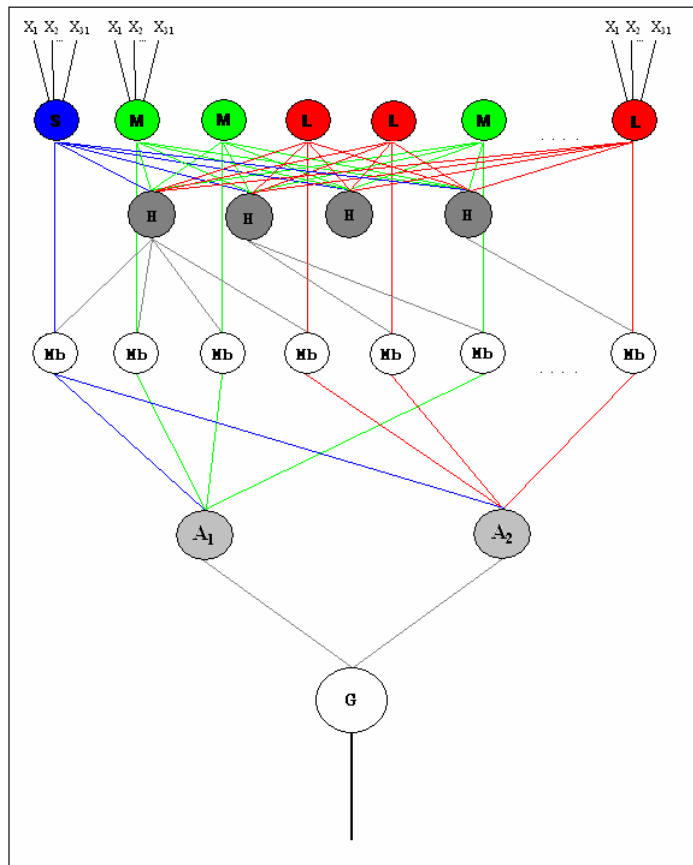 X1 X2... X31 X1 X2... X31 X1 X2... X31
S M M L L M . . . . L
H H H H
Mb Mb Mb Mb Mb Mb . . . . Mb
A1 A2
G